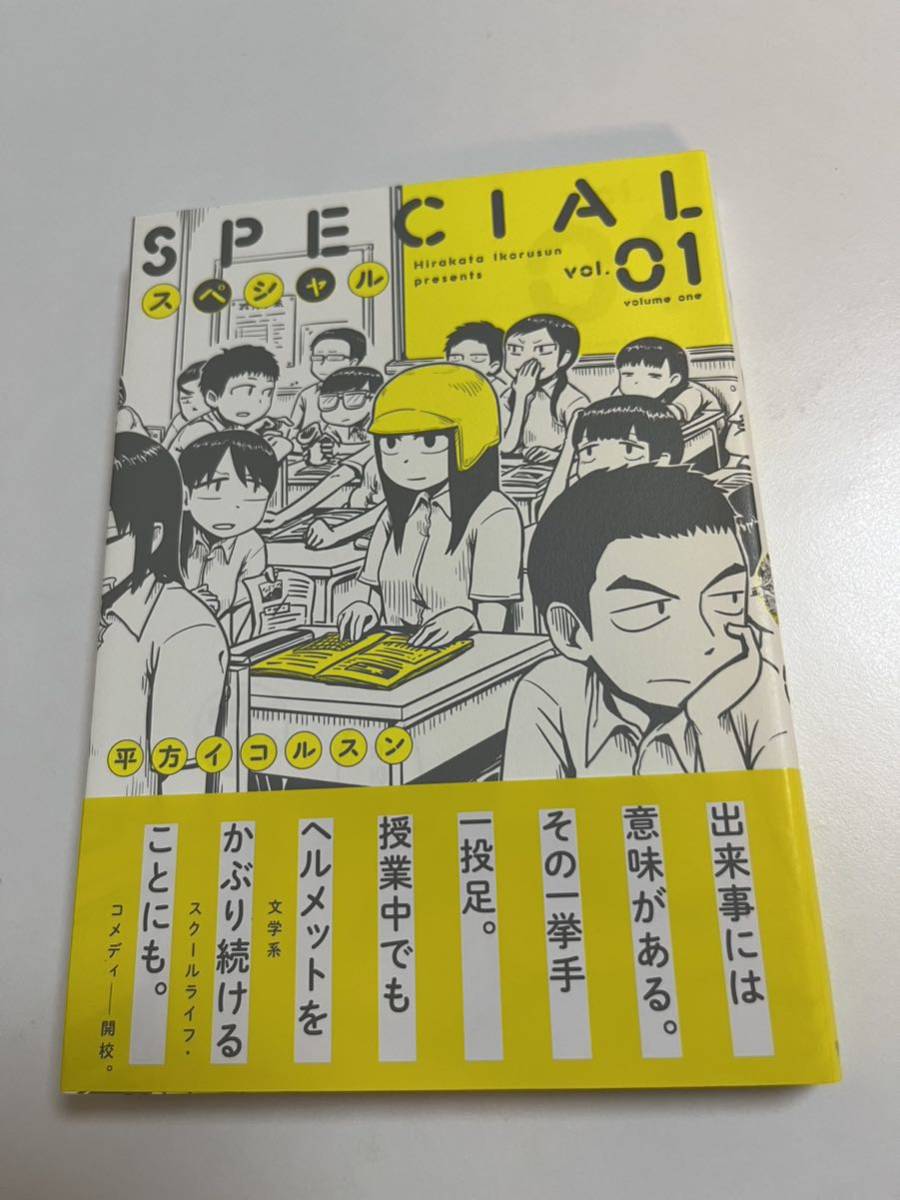 SPECIAL
スペシャル
Hirakata Ikorusun
presents
vol.01
volume one
平方イコルスン
出来事には
意味がある。
その一挙手
一投足。
授業中でも
ヘルメットを
かぶり続ける
ことにも。
文学系
スクールライフ・
コメディ——開校。